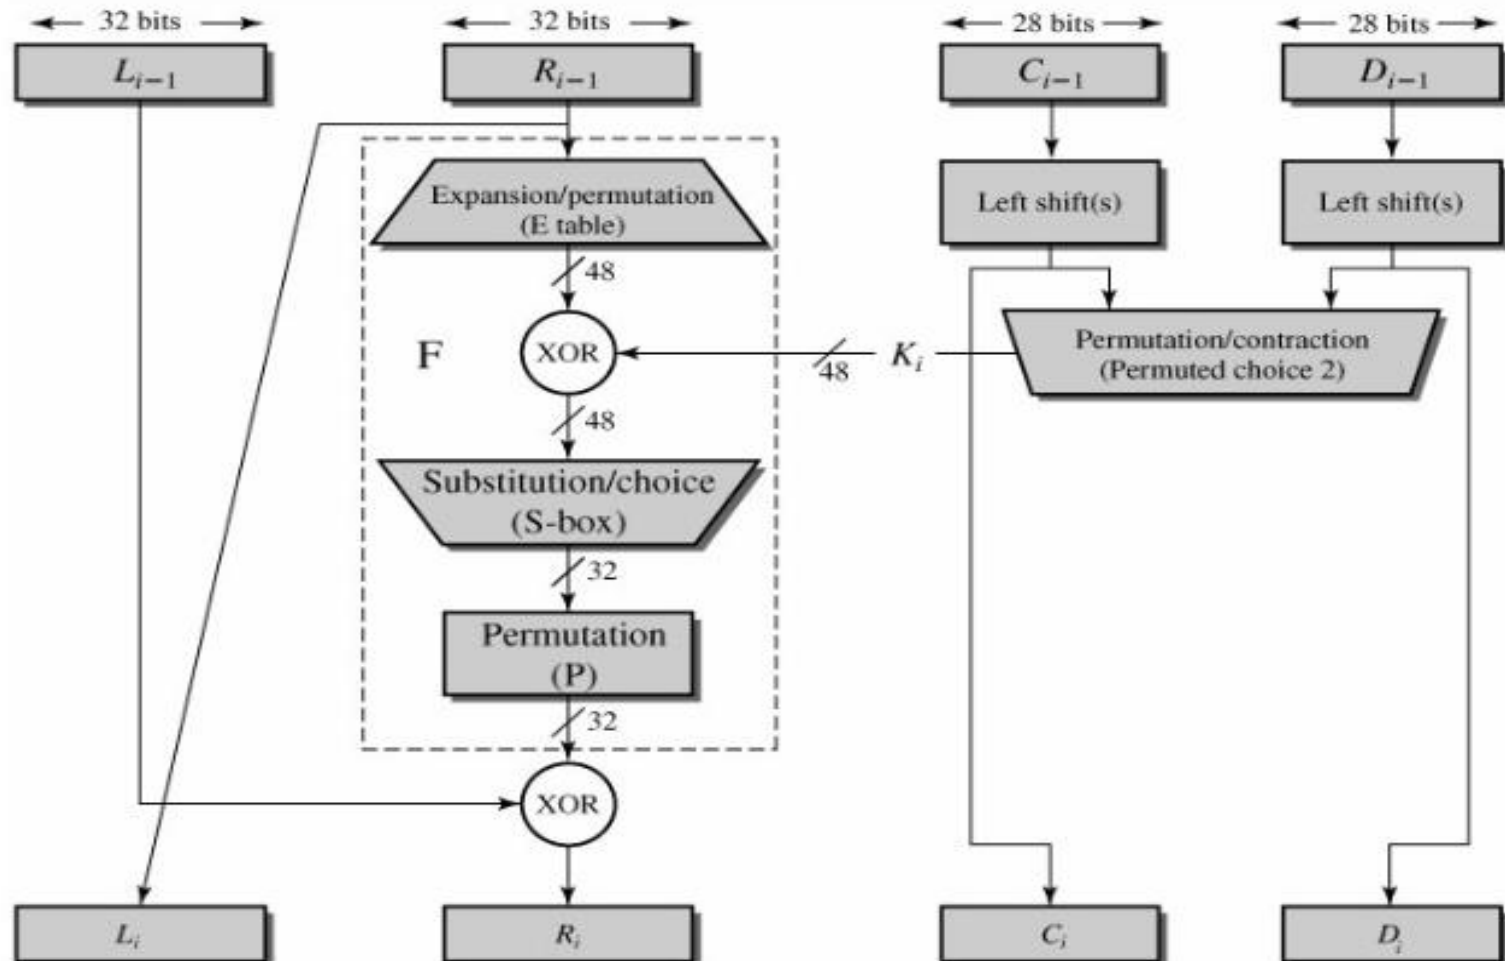 32 bits
32 bits
28 bits
28 bits
L_{i−1}
R_{i−1}
C_{i−1}
D_{i−1}
Expansion/permutation
(E table)
Left shift(s)
Left shift(s)
48
F
XOR
48
K_i
Permutation/contraction
(Permuted choice 2)
48
Substitution/choice
(S-box)
32
Permutation
(P)
32
XOR
L_i
R_i
C_i
D_i